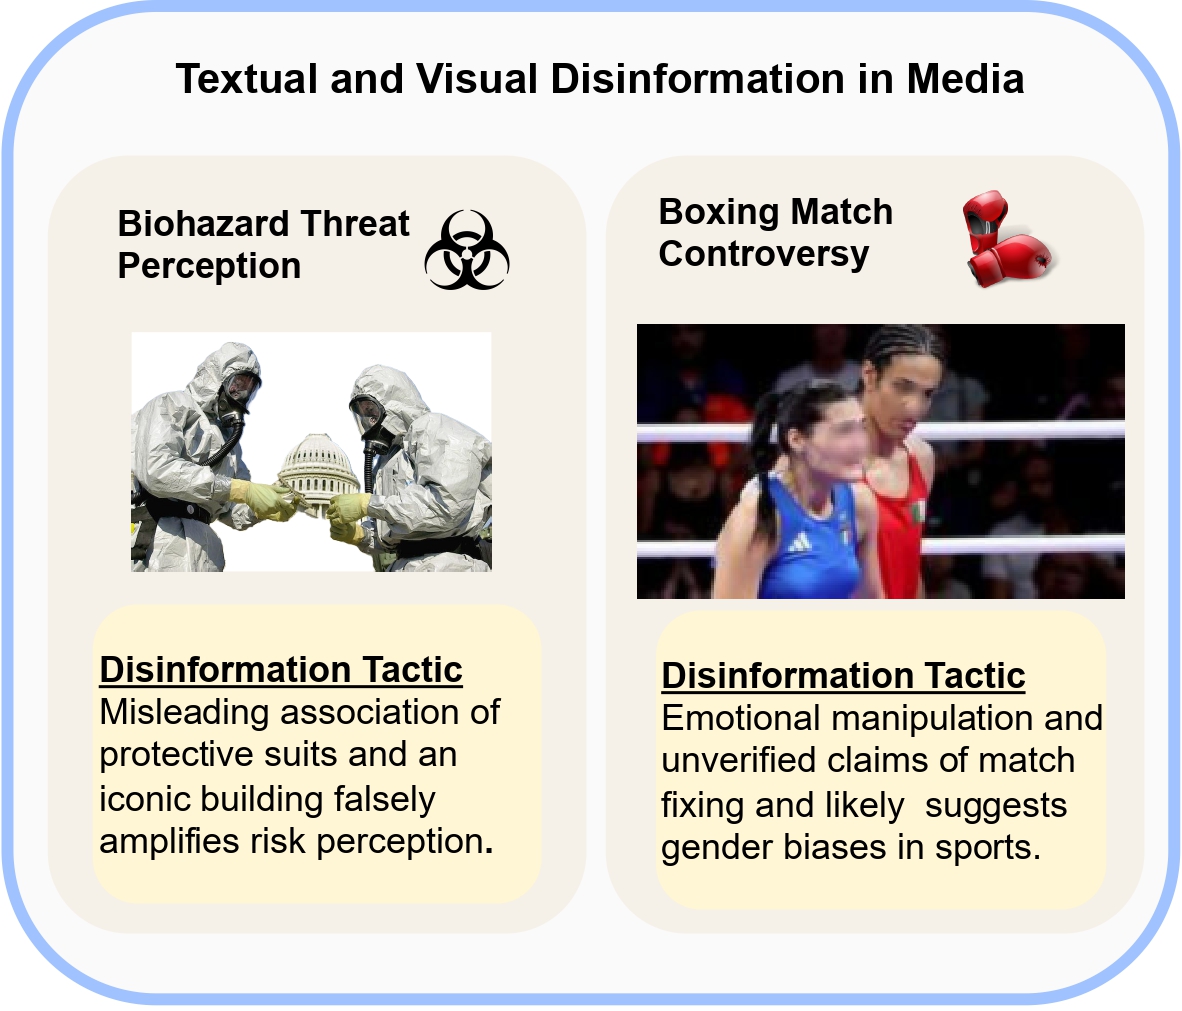 Textual and Visual Disinformation in Media
Biohazard Threat
Perception
Disinformation Tactic
Misleading association of
protective suits and an
iconic building falsely
amplifies risk perception.
Boxing Match
Controversy
Disinformation Tactic
Emotional manipulation and
unverified claims of match
fixing and likely  suggests
gender biases in sports.